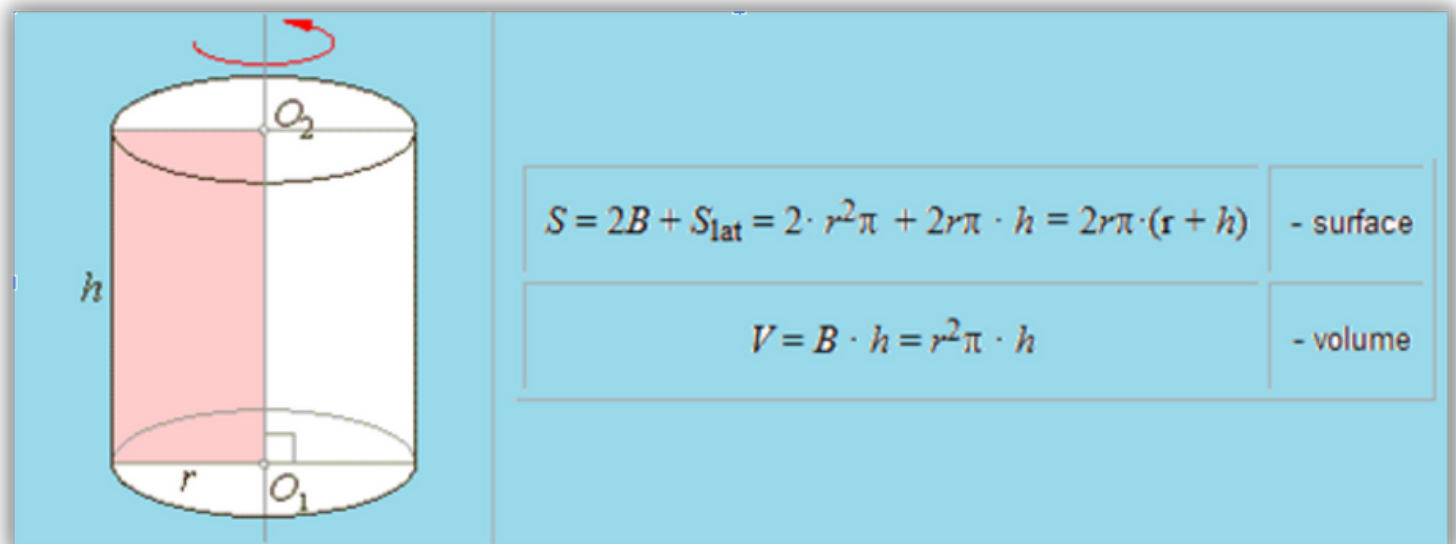 O₂
h
r
O₁
S = 2B + Slat = 2· r²π + 2rπ · h = 2rπ·(r + h)
- surface
V = B · h = r²π · h
- volume